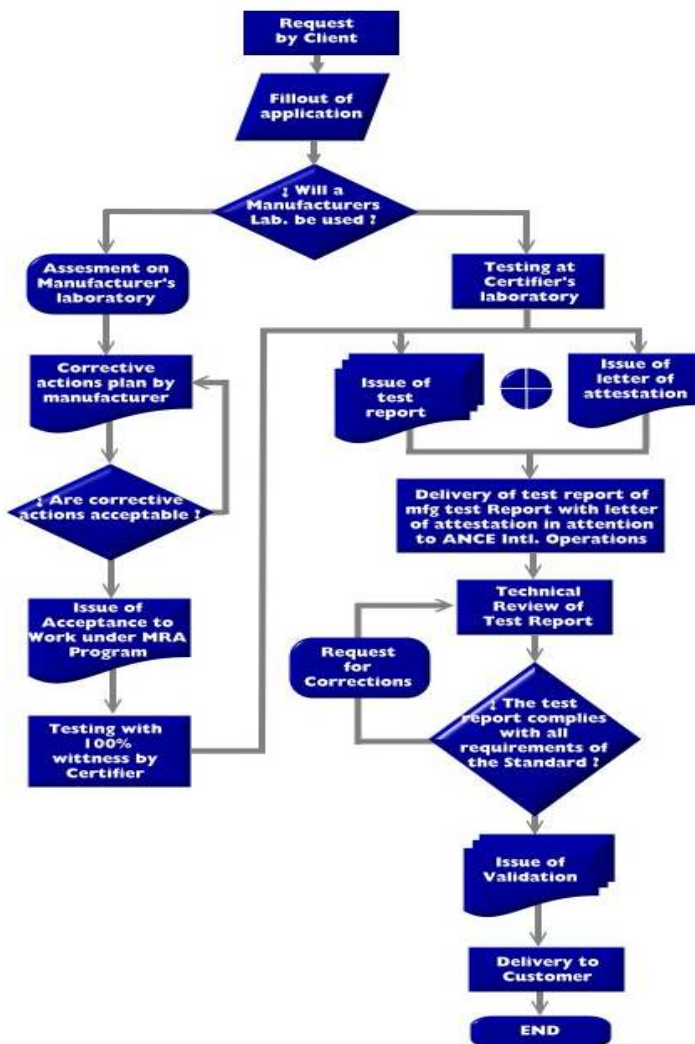 Request
by Client
Fillout of
application
¿ Will a
Manufacturers
Lab. be used ?
Assesment on
Manufacturer's
laboratory
Testing at
Certifier's
laboratory
Corrective
actions plan by
manufacturer
Issue of
test
report
Issue of
letter of
attestation
¿ Are corrective
actions acceptable ?
Delivery of test report of
mfg test Report with letter
of attestation in attention
to ANCE Intl. Operations
Issue of
Acceptance to
Work under MRA
Program
Technical
Review of
Test Report
Request
for
Corrections
Testing with
100%
wittness by
Certifier
¿ The test
report complies
with all
requirements of
the Standard ?
Issue of
Validation
Delivery to
Customer
END